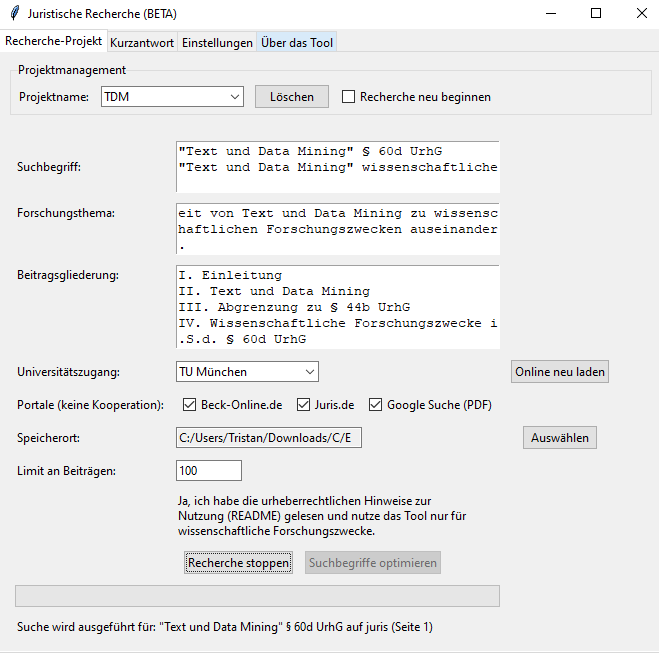 Juristische Recherche (BETA)
Recherche-Projekt Kurzantwort Einstellungen Über das Tool
Projektmanagement
Projektname: TDM Löschen Recherche neu beginnen
Suchbegriff:
"Text und Data Mining" § 60d UrhG
"Text und Data Mining" wissenschaftliche
Forschungsthema:
eit von Text und Data Mining zu wissensc
haftlichen Forschungszwecken auseinander
.
Beitragsgliederung:
I. Einleitung
II. Text und Data Mining
III. Abgrenzung zu § 44b UrhG
IV. Wissenschaftliche Forschungszwecke i
.S.d. § 60d UrhG
Universitätszugang: TU München Online neu laden
Portale (keine Kooperation): Beck-Online.de Juris.de Google Suche (PDF)
Speicherort: C:/Users/Tristan/Downloads/C/E Auswählen
Limit an Beiträgen: 100
Ja, ich habe die urheberrechtlichen Hinweise zur
Nutzung (README) gelesen und nutze das Tool nur für
wissenschaftliche Forschungszwecke.
Recherche stoppen Suchbegriffe optimieren
Suche wird ausgeführt für: "Text und Data Mining" § 60d UrhG auf juris (Seite 1)